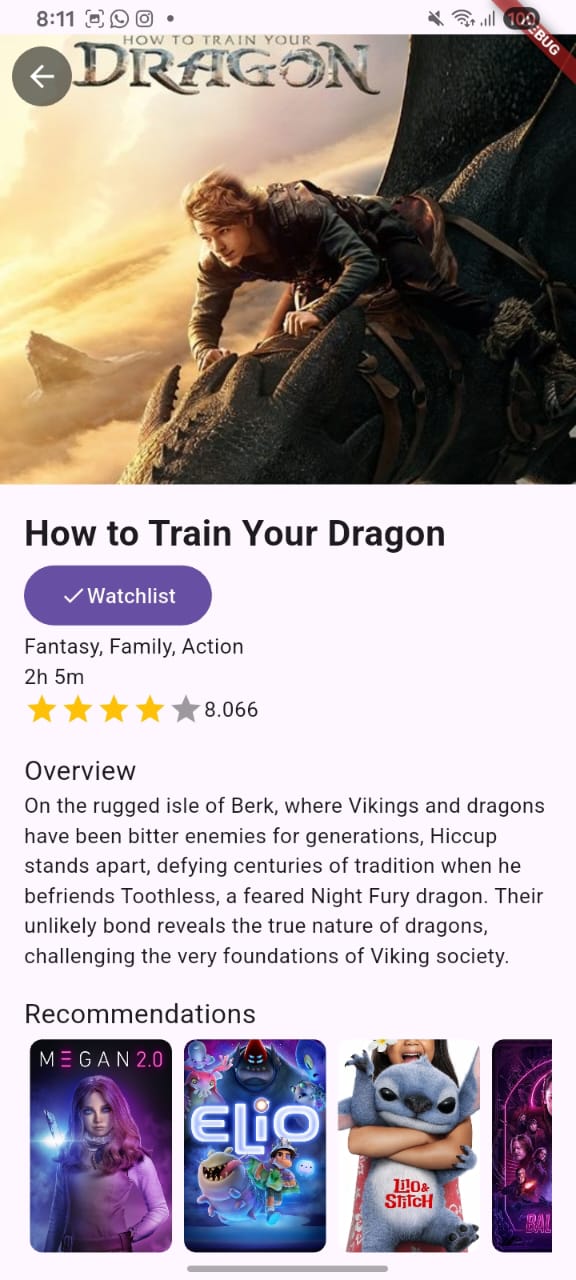 8:11
100
DEBUG
HOW TO TRAIN YOUR
DRAGON
How to Train Your Dragon
Watchlist
Fantasy, Family, Action
2h 5m
8.066
Overview
On the rugged isle of Berk, where Vikings and dragons
have been bitter enemies for generations, Hiccup
stands apart, defying centuries of tradition when he
befriends Toothless, a feared Night Fury dragon. Their
unlikely bond reveals the true nature of dragons,
challenging the very foundations of Viking society.
Recommendations
MΞGAN 2.0
ELiO
Lilo &
Stitch
BAL